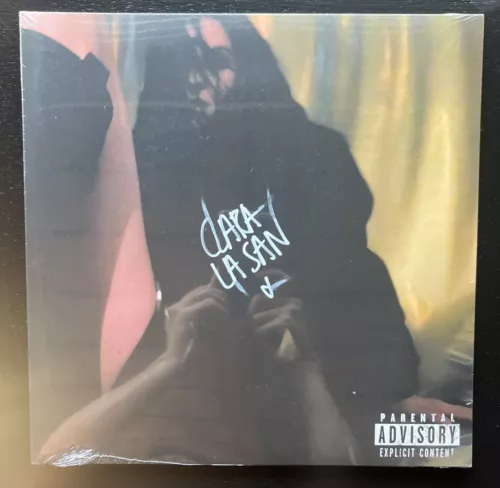 CLARA
LA SAN
PARENTAL
ADVISORY
EXPLICIT CONTENT